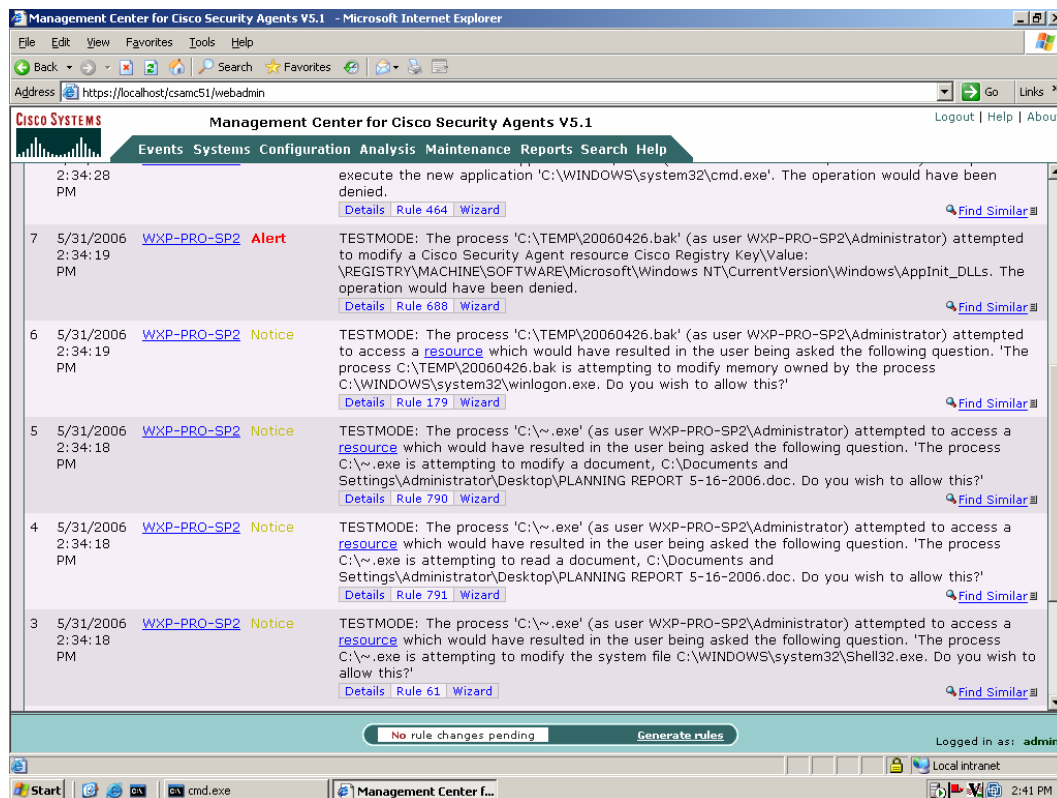 Management Center for Cisco Security Agents V5.1 - Microsoft Internet Explorer
File Edit View Favorites Tools Help
Back Search Favorites
Address https://localhost/csamc51/webadmin Go Links »
CISCO SYSTEMS
Management Center for Cisco Security Agents V5.1
Logout | Help | Abou
Events Systems Configuration Analysis Maintenance Reports Search Help
2:34:28
PM
execute the new application 'C:\WINDOWS\system32\cmd.exe'. The operation would have been
denied.
Details Rule 464 Wizard
Find Similar
7 5/31/2006 2:34:19 PM WXP-PRO-SP2 Alert
TESTMODE: The process 'C:\TEMP\20060426.bak' (as user WXP-PRO-SP2\Administrator) attempted
to modify a Cisco Security Agent resource Cisco Registry Key\Value:
\REGISTRY\MACHINE\SOFTWARE\Microsoft\Windows NT\CurrentVersion\Windows\AppInit_DLLs. The
operation would have been denied.
Details Rule 688 Wizard
Find Similar
6 5/31/2006 2:34:19 PM WXP-PRO-SP2 Notice
TESTMODE: The process 'C:\TEMP\20060426.bak' (as user WXP-PRO-SP2\Administrator) attempted
to access a resource which would have resulted in the user being asked the following question. 'The
process C:\TEMP\20060426.bak is attempting to modify memory owned by the process
C:\WINDOWS\system32\winlogon.exe. Do you wish to allow this?'
Details Rule 179 Wizard
Find Similar
5 5/31/2006 2:34:18 PM WXP-PRO-SP2 Notice
TESTMODE: The process 'C:\~.exe' (as user WXP-PRO-SP2\Administrator) attempted to access a
resource which would have resulted in the user being asked the following question. 'The process
C:\~.exe is attempting to modify a document, C:\Documents and
Settings\Administrator\Desktop\PLANNING REPORT 5-16-2006.doc. Do you wish to allow this?'
Details Rule 790 Wizard
Find Similar
4 5/31/2006 2:34:18 PM WXP-PRO-SP2 Notice
TESTMODE: The process 'C:\~.exe' (as user WXP-PRO-SP2\Administrator) attempted to access a
resource which would have resulted in the user being asked the following question. 'The process
C:\~.exe is attempting to read a document, C:\Documents and
Settings\Administrator\Desktop\PLANNING REPORT 5-16-2006.doc. Do you wish to allow this?'
Details Rule 791 Wizard
Find Similar
3 5/31/2006 2:34:18 PM WXP-PRO-SP2 Notice
TESTMODE: The process 'C:\~.exe' (as user WXP-PRO-SP2\Administrator) attempted to access a
resource which would have resulted in the user being asked the following question. 'The process
C:\~.exe is attempting to modify the system file C:\WINDOWS\system32\Shell32.exe. Do you wish to
allow this?'
Details Rule 61 Wizard
Find Similar
No rule changes pending Generate rules
Logged in as: admin
Local intranet
Start cmd.exe Management Center f... 2:41 PM